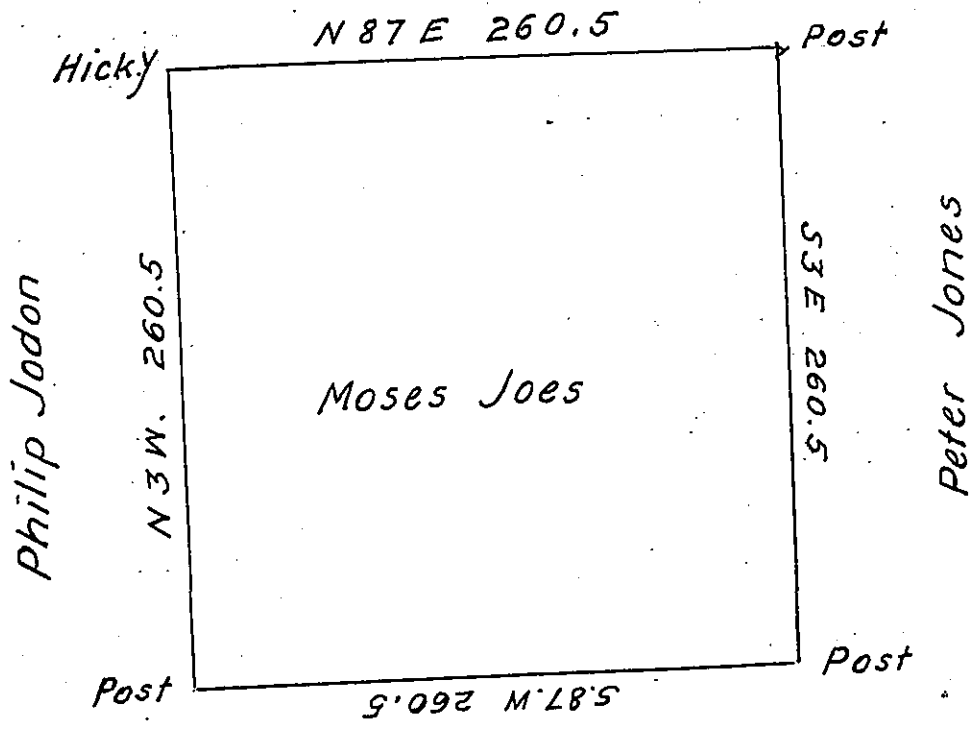 N 87 E 260.5
Post
Hicky
S3E 260.5
Peter Jones
Philip Jodon
N 3 W. 260.5
Moses Joes
Post
S.87.W 260.5
Post